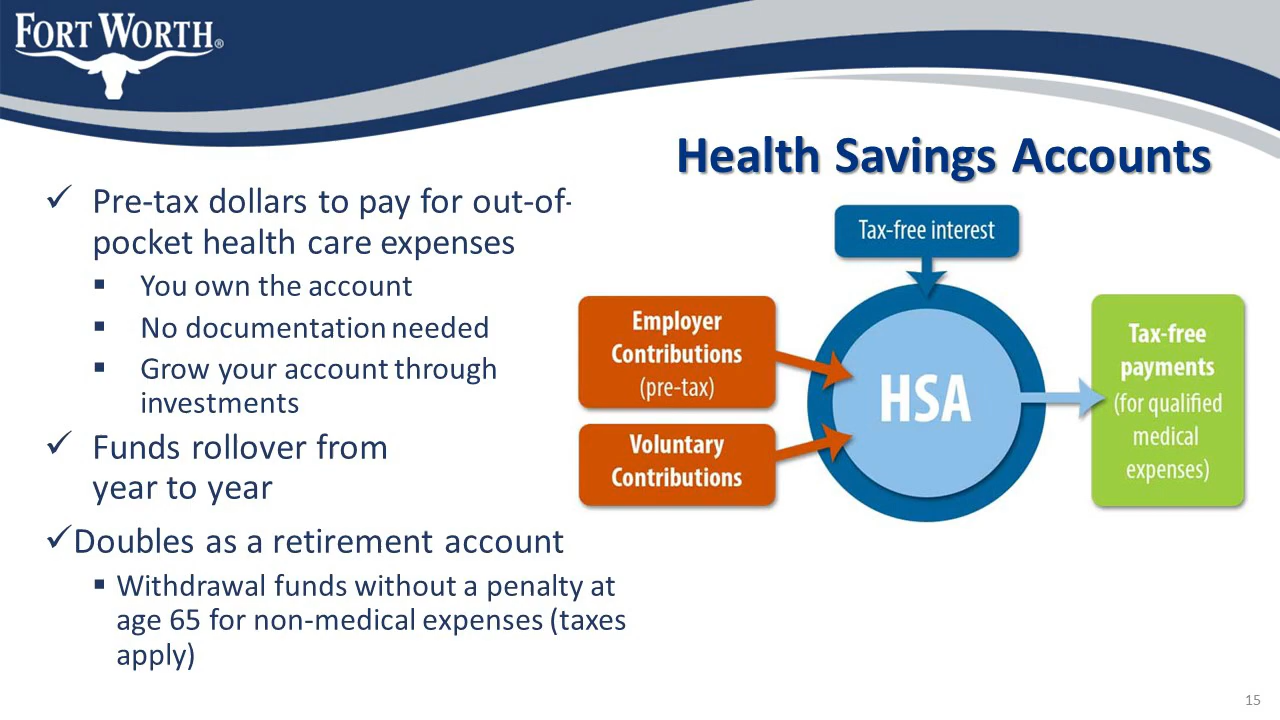 FORT WORTH®
Health Savings Accounts
✓ Pre-tax dollars to pay for out-of-
pocket health care expenses
▪ You own the account
▪ No documentation needed
▪ Grow your account through
investments
✓ Funds rollover from
year to year
✓Doubles as a retirement account
▪ Withdrawal funds without a penalty at
age 65 for non-medical expenses (taxes
apply)
Tax-free interest
Employer
Contributions
(pre-tax)
Voluntary
Contributions
HSA
Tax-free
payments
(for qualified
medical
expenses)
15